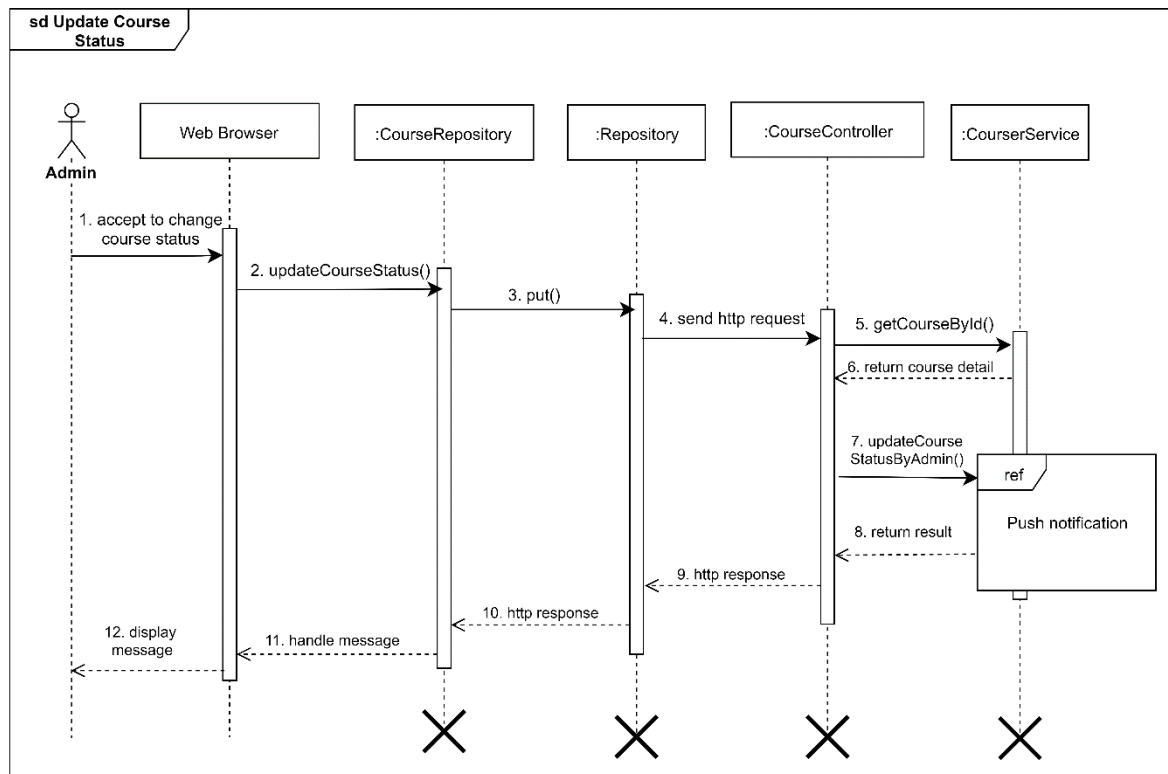 sd Update Course
Status
Admin
Web Browser
:CourseRepository
:Repository
:CourseController
:CourserService
1. accept to change
course status
2. updateCourseStatus()
3. put()
4. send http request
5. getCourseById()
6. return course detail
7. updateCourse
StatusByAdmin()
ref
Push notification
8. return result
9. http response
10. http response
11. handle message
12. display
message